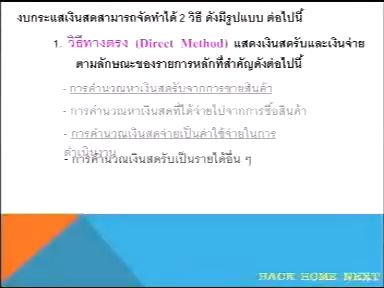 งบกระแสเงินสดสามารถจัดทำได้ 2 วิธี ดังมีรูปแบบ ต่อไปนี้
1. วิธีทางตรง (Direct Method) แสดงเงินสดรับและเงินจ่าย
ตามลักษณะของรายการหลักที่สำคัญดังต่อไปนี้
- การคำนวณหาเงินสดรับจากการขายสินค้า
- การคำนวณหาเงินสดที่ได้จ่ายไปจากการซื้อสินค้า
- การคำนวณเงินสดจ่ายเป็นค่าใช้จ่ายในการ
ดำเนินงาน
- การคำนวณเงินสดรับเป็นรายได้อื่น ๆ
BACK HOME NEXT